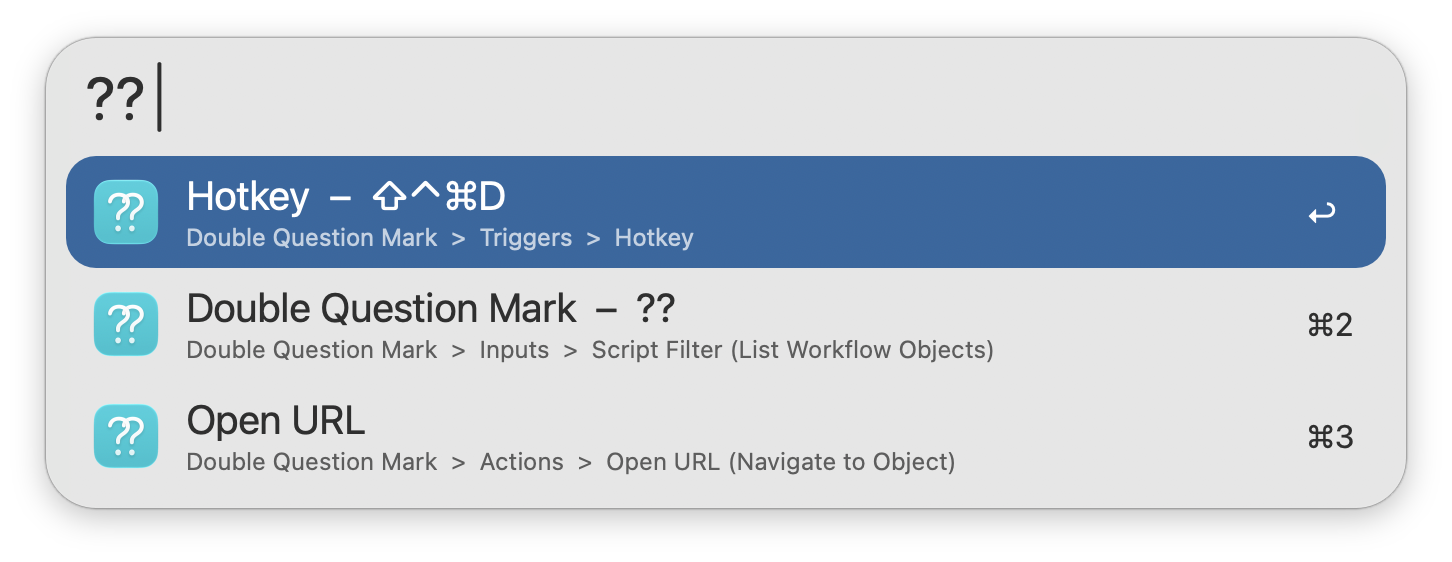 ??
Hotkey – ⇧^⌘D
Double Question Mark > Triggers > Hotkey
↩
Double Question Mark – ??
Double Question Mark > Inputs > Script Filter (List Workflow Objects)
⌘2
Open URL
Double Question Mark > Actions > Open URL (Navigate to Object)
⌘3